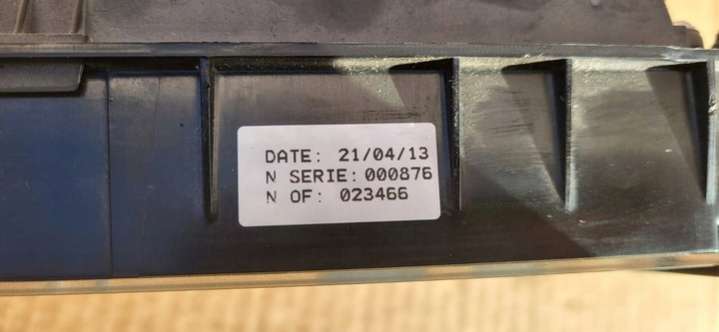 DATE: 21/04/13
N SERIE: 000876
N OF: 023466